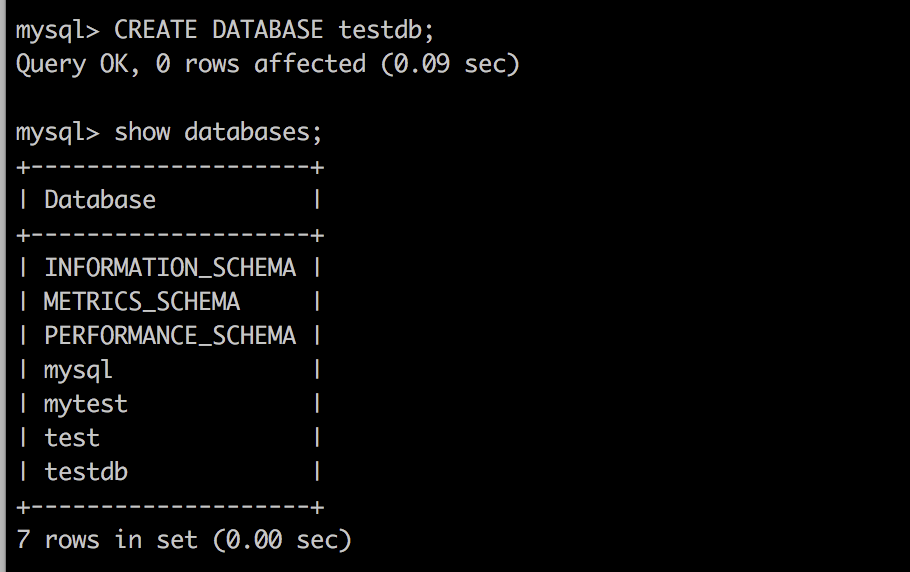 mysql> CREATE DATABASE testdb;
Query OK, 0 rows affected (0.09 sec)
mysql> show databases;
+--------------------+
| Database           |
+--------------------+
| INFORMATION_SCHEMA |
| METRICS_SCHEMA     |
| PERFORMANCE_SCHEMA |
| mysql              |
| mytest             |
| test               |
| testdb             |
+--------------------+
7 rows in set (0.00 sec)